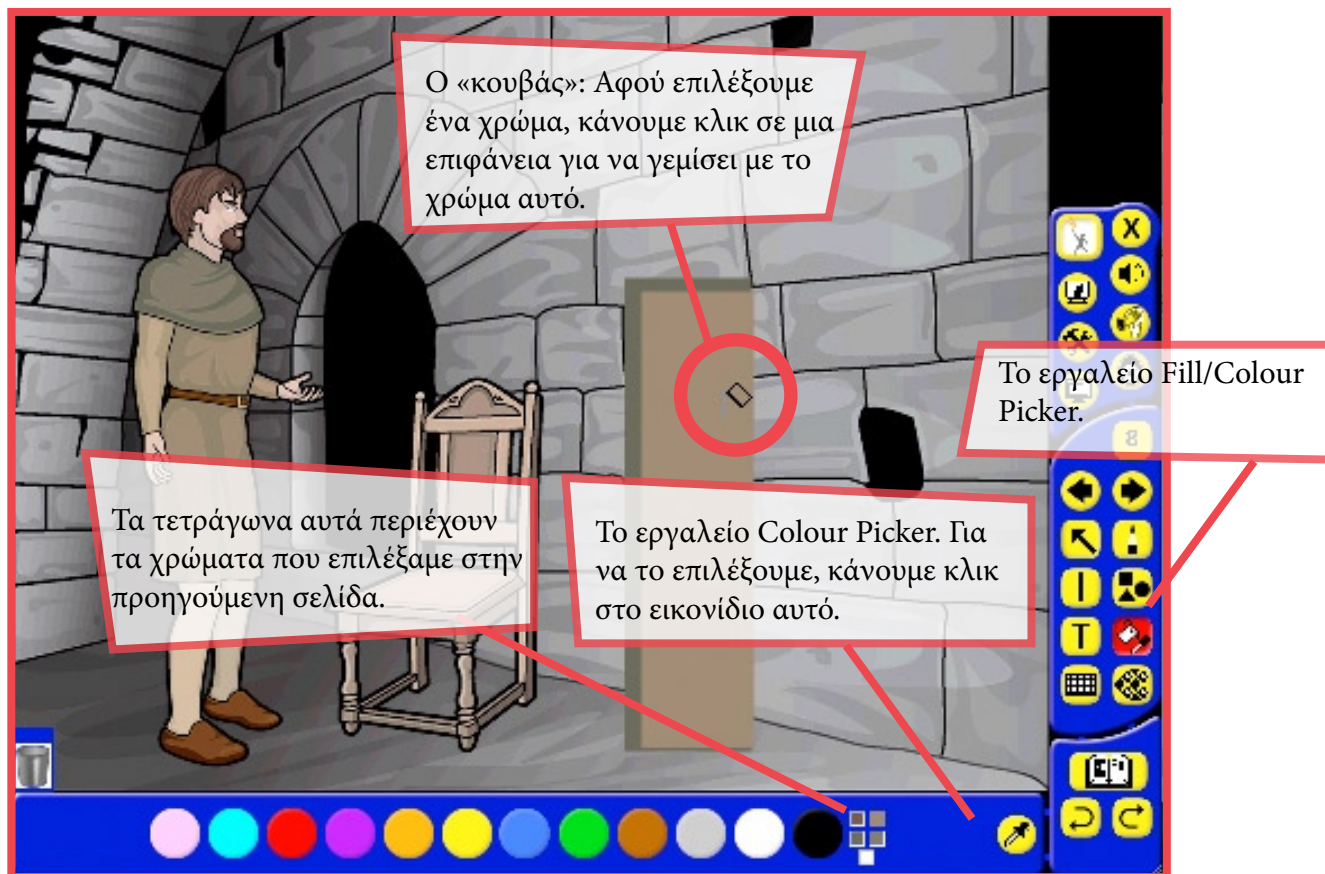 Ο «κουβάς»: Αφού επιλέξουμε
ένα χρώμα, κάνουμε κλικ σε μια
επιφάνεια για να γεμίσει με το
χρώμα αυτό.
Το εργαλείο Fill/Colour
Picker.
Τα τετράγωνα αυτά περιέχουν
τα χρώματα που επιλέξαμε στην
προηγούμενη σελίδα.
Το εργαλείο Colour Picker. Για
να το επιλέξουμε, κάνουμε κλικ
στο εικονίδιο αυτό.
X
8
T